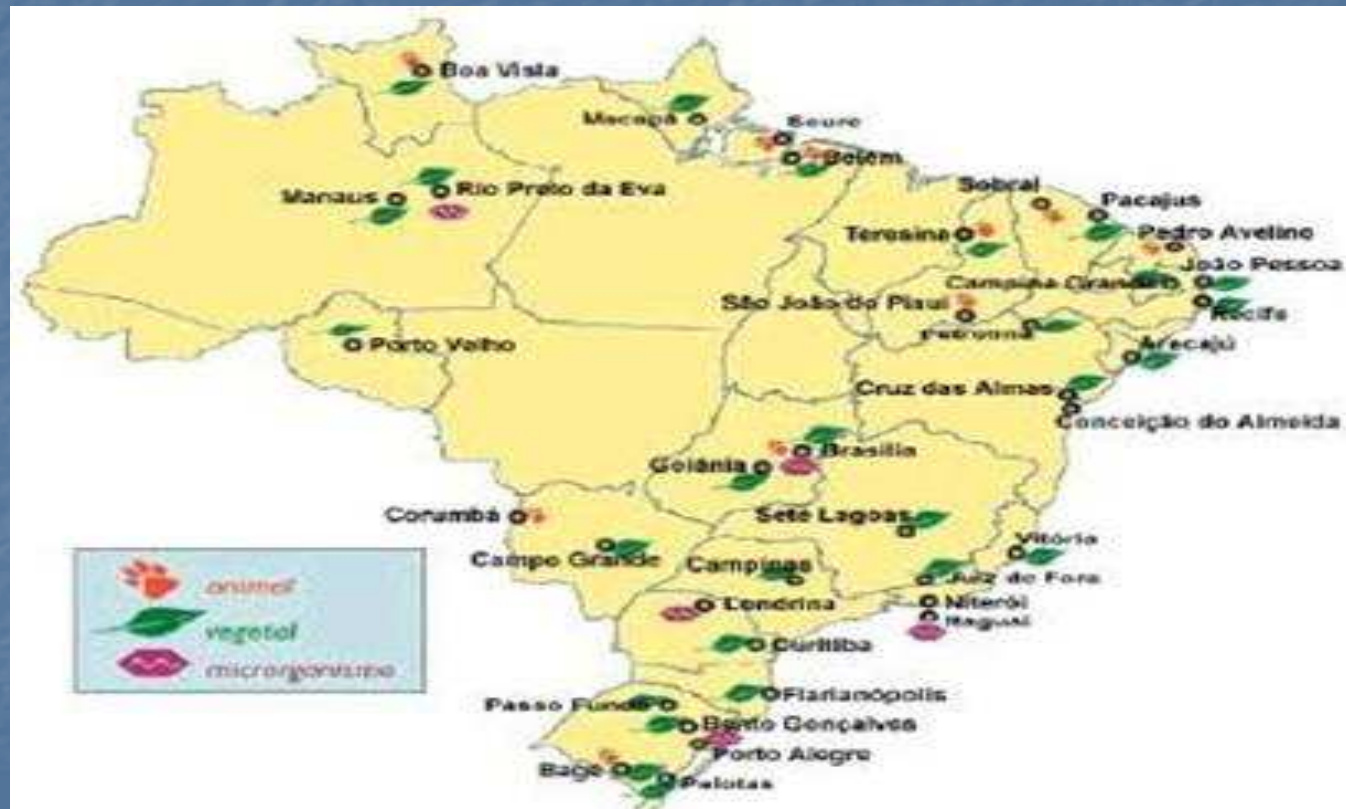 Boa Vista
Macapá
Soure
Belém
Manaus
Rio Preto da Eva
Sobral
Pacajus
Teresina
Pedro Avelino
João Pessoa
Campina Grande
São João do Piauí
Recife
Petrolina
Porto Velho
Aracajú
Cruz das Almas
Conceição do Almeida
Brasília
Goiânia
Corumbá
Sete Lagoas
Vitória
Campo Grande
Campinas
Juiz de Fora
Londrina
Niterói
Itaguaí
Curitiba
Flarianópolis
Passo Fundo
Bento Gonçalves
Porto Alegre
Bagé
Pelotas
animal
vegetal
microrganismo